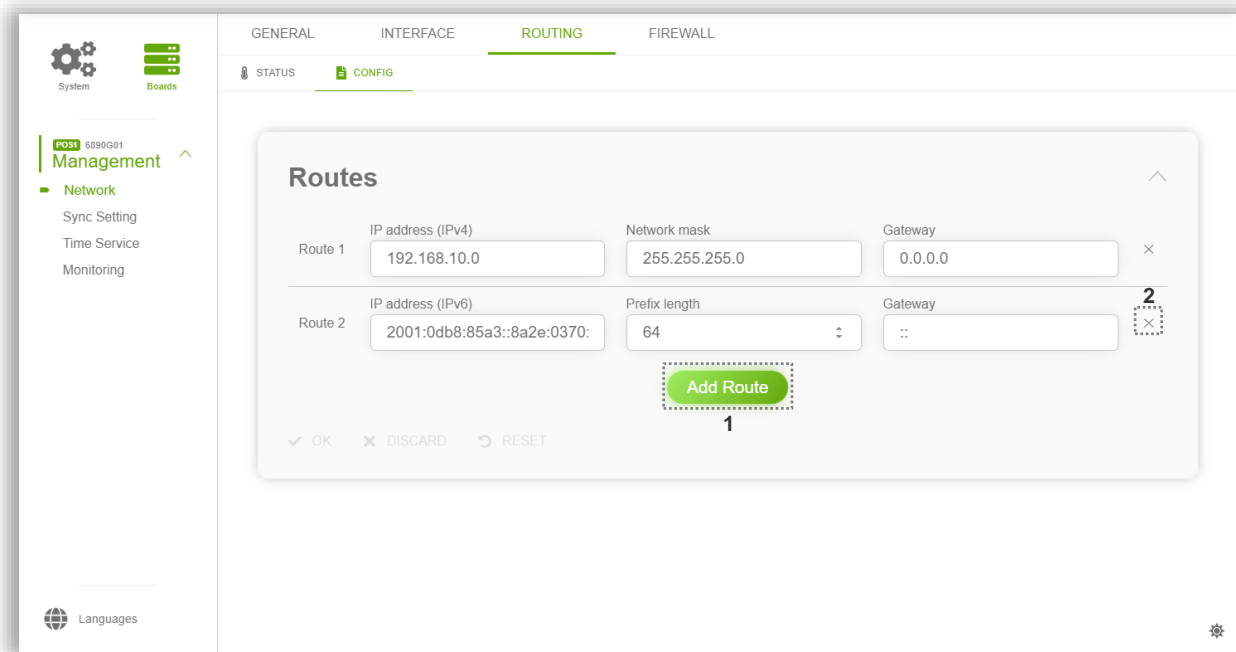 GENERAL INTERFACE ROUTING FIREWALL
STATUS CONFIG
System Boards
POS1 6890G01
Management
Network
Sync Setting
Time Service
Monitoring
Routes
IP address (IPv4) Network mask Gateway
Route 1 192.168.10.0 255.255.255.0 0.0.0.0
2
IP address (IPv6) Prefix length Gateway
Route 2 2001:0db8:85a3::8a2e:0370: 64 ::
Add Route
1
OK DISCARD RESET
Languages